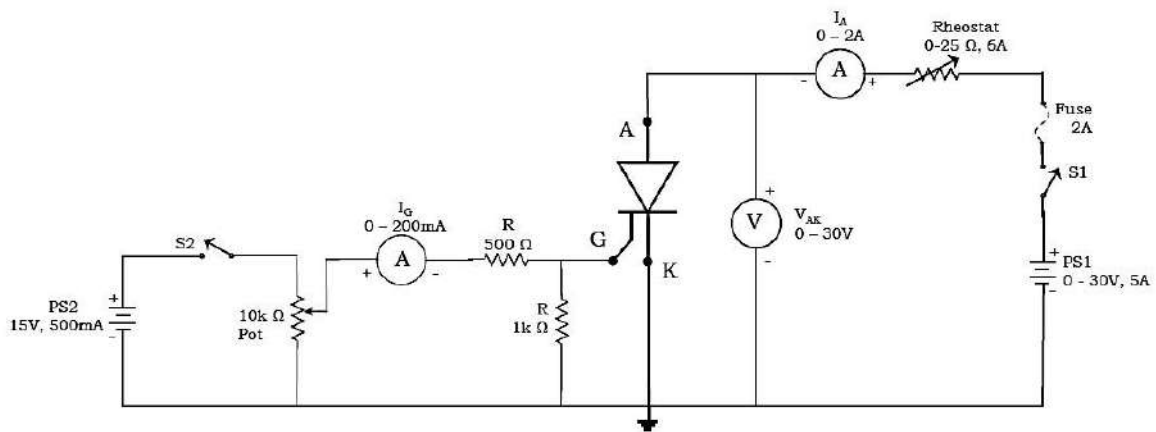 I_A
0 – 2A
Rheostat
0-25 Ω, 6A
A
-
+
Fuse
2A
A
S1
I_G
0 – 200mA
R
500 Ω
G
K
+
V
-
V_AK
0 – 30V
S2
+
A
-
+
PS1
0 - 30V, 5A
-
+
PS2
15V, 500mA
-
10k Ω
Pot
R
1k Ω